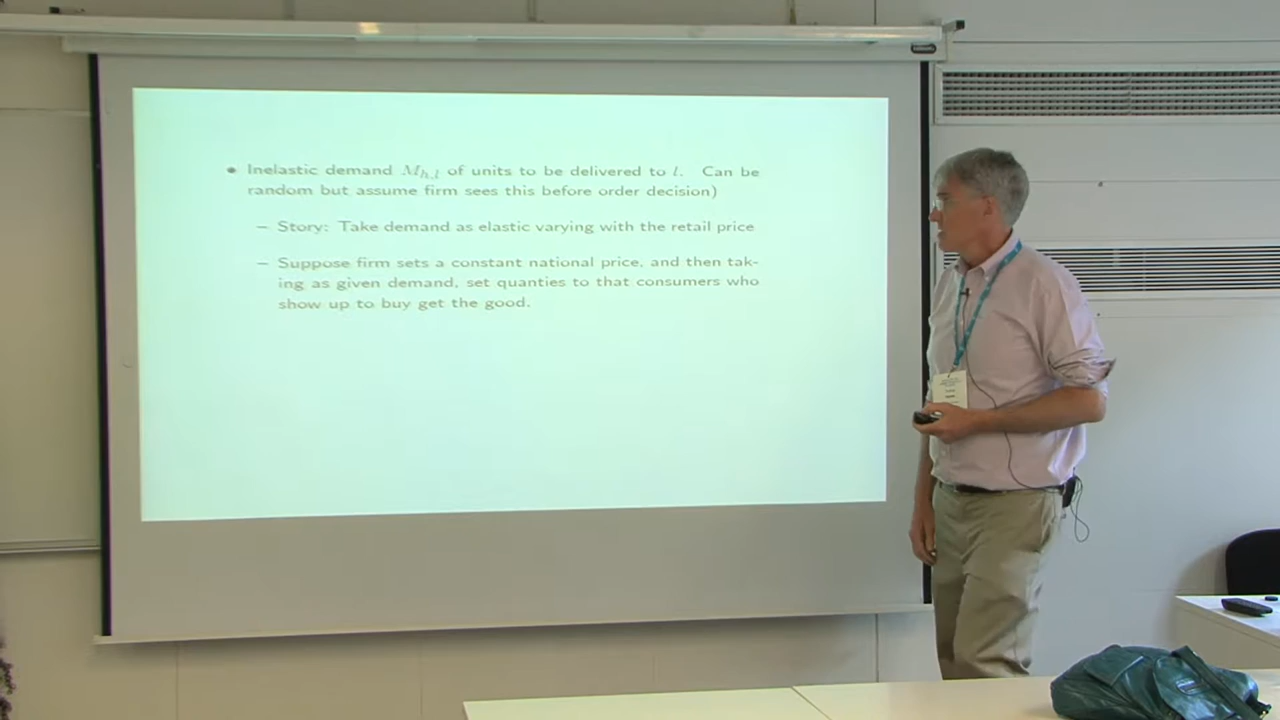 • Inelastic demand M_{h,l} of units to be delivered to l. Can be
random but assume firm sees this before order decision)
– Story: Take demand as elastic varying with the retail price
– Suppose firm sets a constant national price, and then tak-
ing as given demand, set quanties to that consumers who
show up to buy get the good.